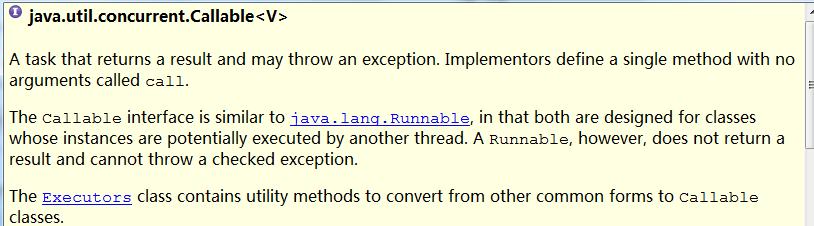 java.util.concurrent.Callable<V>
A task that returns a result and may throw an exception. Implementors define a single method with no
arguments called call.
The Callable interface is similar to java.lang.Runnable, in that both are designed for classes
whose instances are potentially executed by another thread. A Runnable, however, does not return a
result and cannot throw a checked exception.
The Executors class contains utility methods to convert from other common forms to Callable
classes.